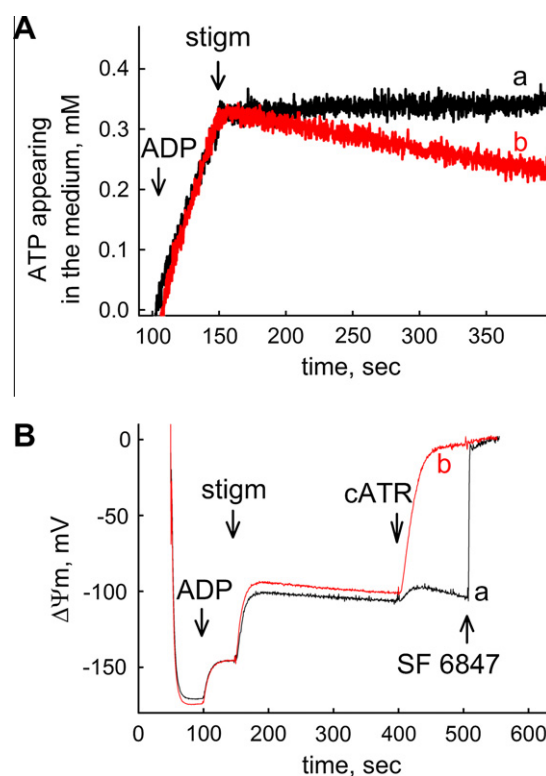 A
stigm
a
ADP
b
ATP appearing
in the medium, mM
0.4
0.3
0.2
0.1
0.0
100 150 200 250 300 350
time, sec
B
0
b
stigm
cATR
ΔΨm, mV
-50
ADP
-100
a
SF 6847
-150
0 100 200 300 400 500 600
time, sec